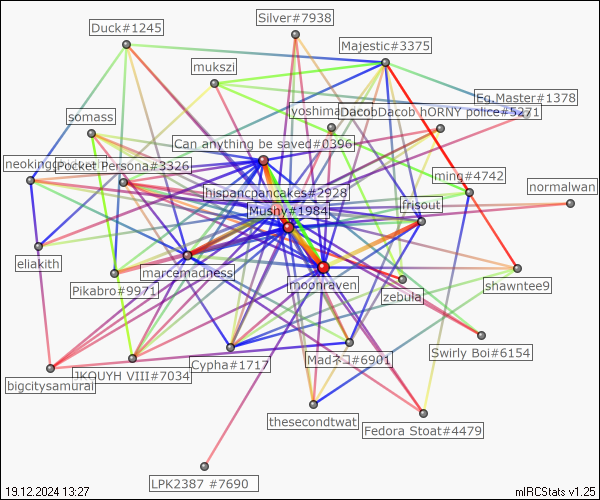 Silver#7938
Duck#1245
Majestic#3375
mukszi
Eg.Master#1378
yoshima
DacobDacob hORNY police#5271
somass
Can anything be saved#0396
neoking
Pocket Persona#3326
ming#4742
normalwan
hispancpancakes#2928
frisout
Mushy#1984
eliakith
marcemadness
moonraven
shawntee9
Pikabro#9971
zebula
Swirly Boi#6154
Madネコ#6901
Cypha#1717
JKOUYH VIII#7034
bigcitysamurai
thesecondtwat
Fedora Stoat#4479
LPK2387 #7690
19.12.2024 13:27
mIRCStats v1.25